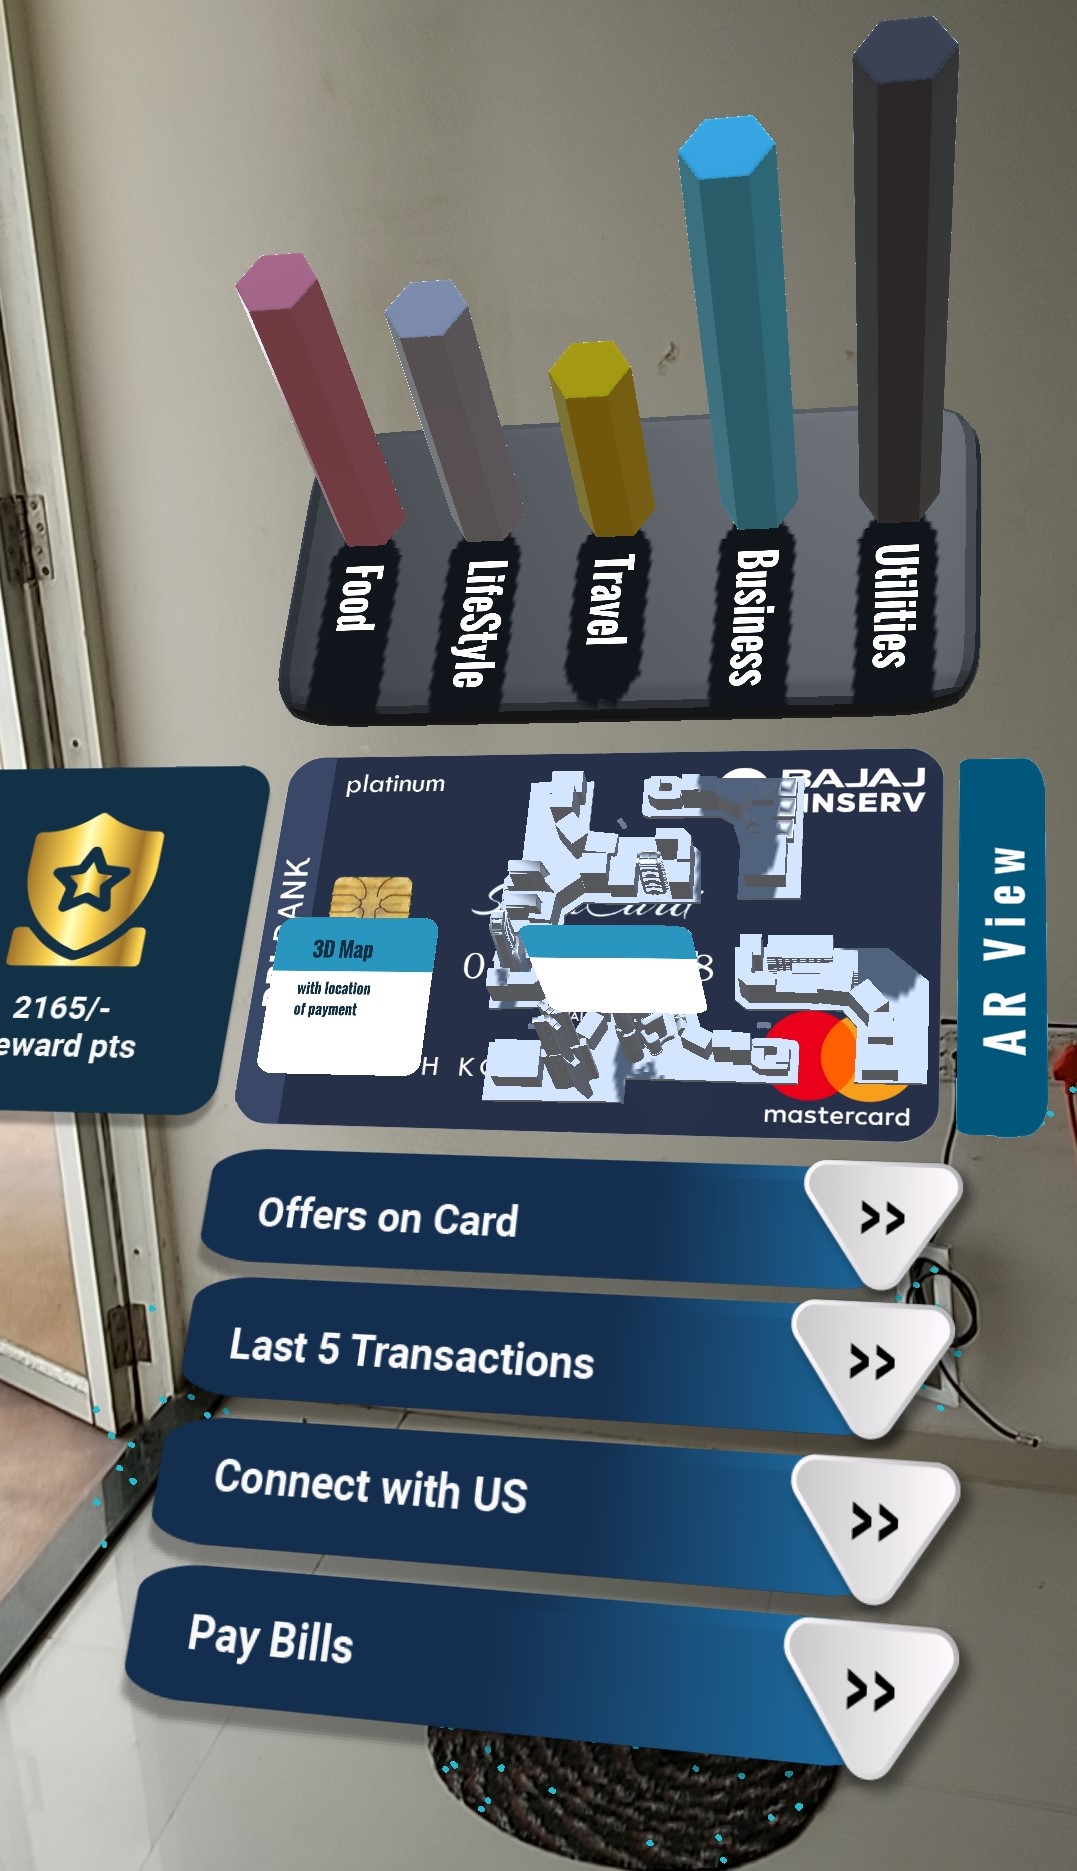 Food
LifeStyle
Travel
Business
Utilities
platinum
BAJAJ
INSERV
ANK
3D Map
with location
of payment
0
8
H K
mastercard
2165/-
eward pts
AR View
Offers on Card
>>
Last 5 Transactions
>>
Connect with US
>>
Pay Bills
>>